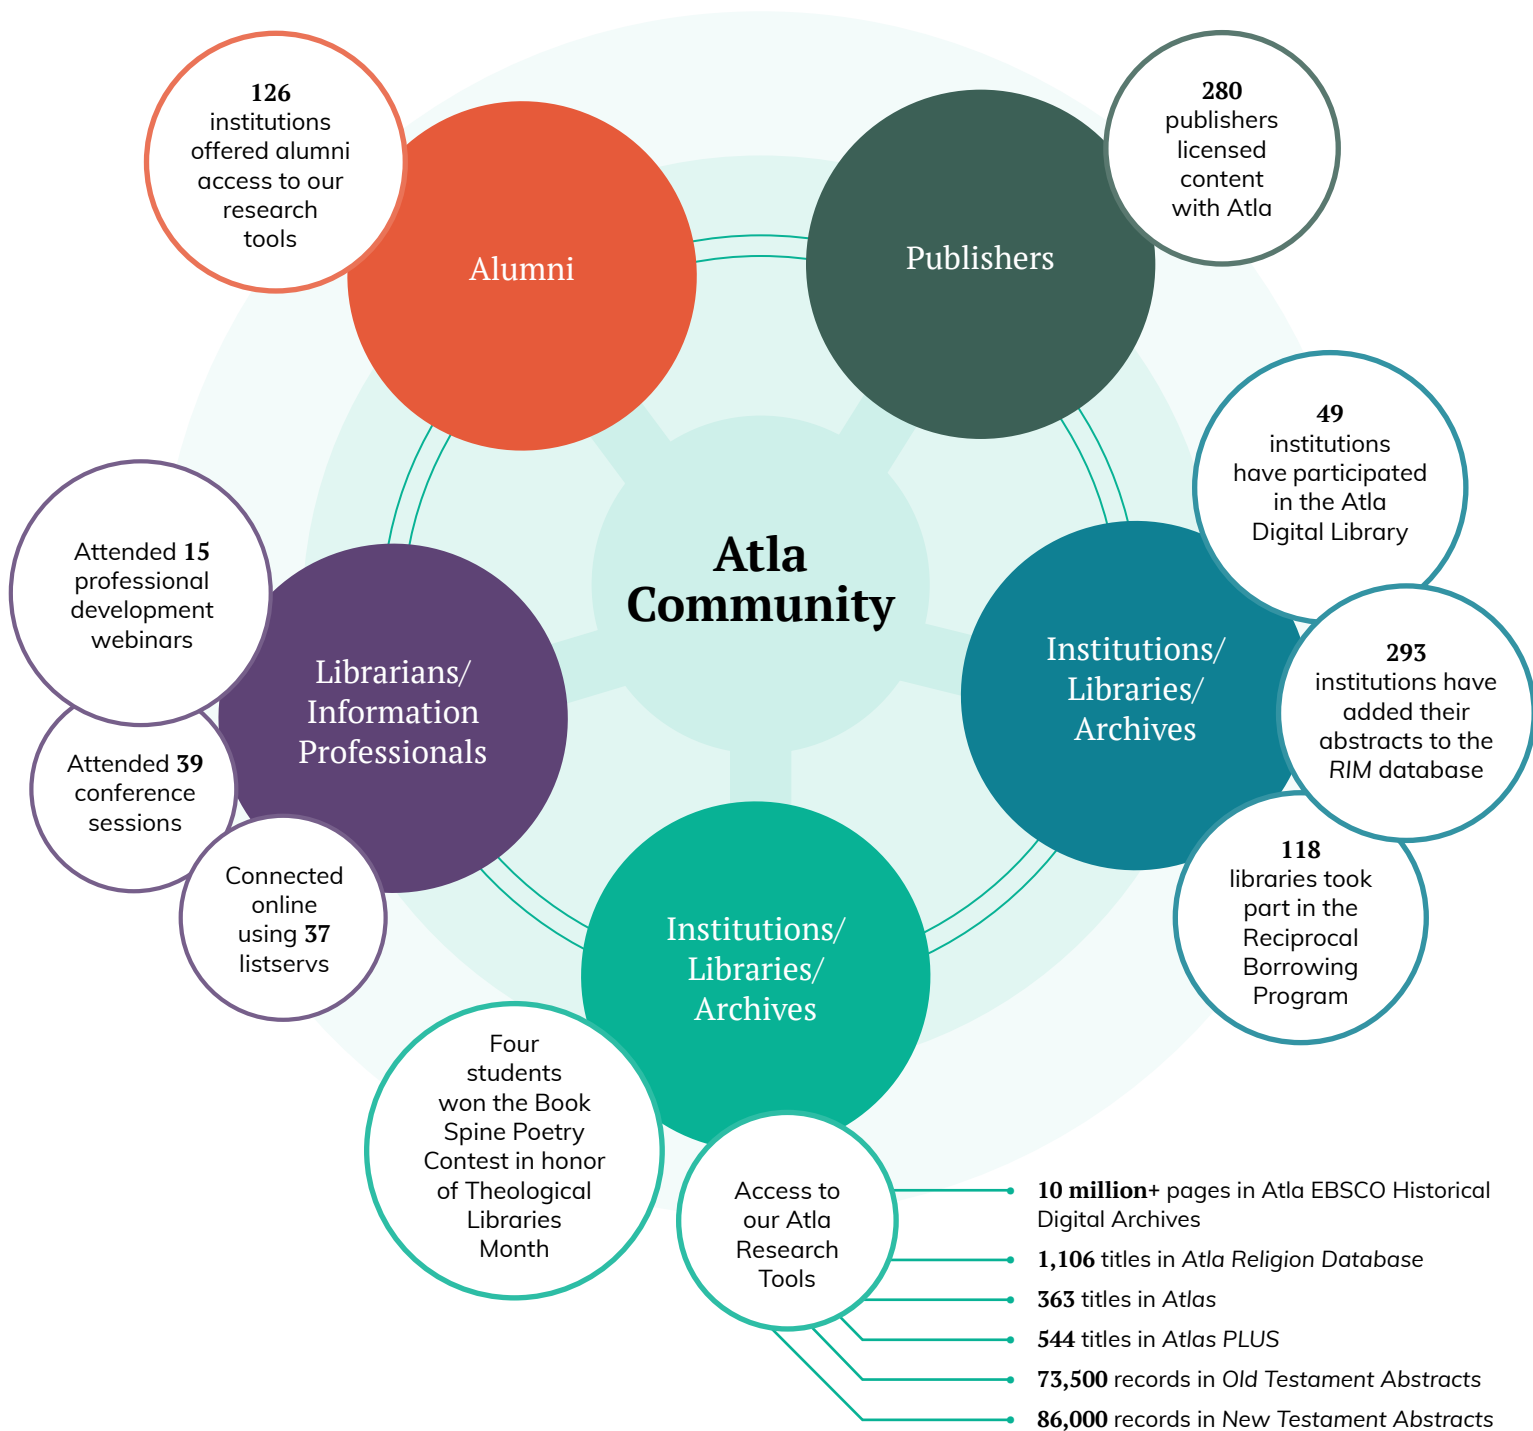 126
institutions
offered alumni
access to our
research
tools
Alumni
Publishers
280
publishers
licensed
content
with Atla
49
institutions
have participated
in the Atla
Digital Library
Atla
Community
Attended 15
professional
development
webinars
Librarians/
Information
Professionals
Institutions/
Libraries/
Archives
293
institutions have
added their
abstracts to the
RIM database
Attended 39
conference
sessions
Connected
online
using 37
listservs
118
libraries took
part in the
Reciprocal
Borrowing
Program
Institutions/
Libraries/
Archives
Four
students
won the Book
Spine Poetry
Contest in honor
of Theological
Libraries
Month
Access to
our Atla
Research
Tools
10 million+ pages in Atla EBSCO Historical
Digital Archives
1,106 titles in Atla Religion Database
363 titles in Atlas
544 titles in Atlas PLUS
73,500 records in Old Testament Abstracts
86,000 records in New Testament Abstracts